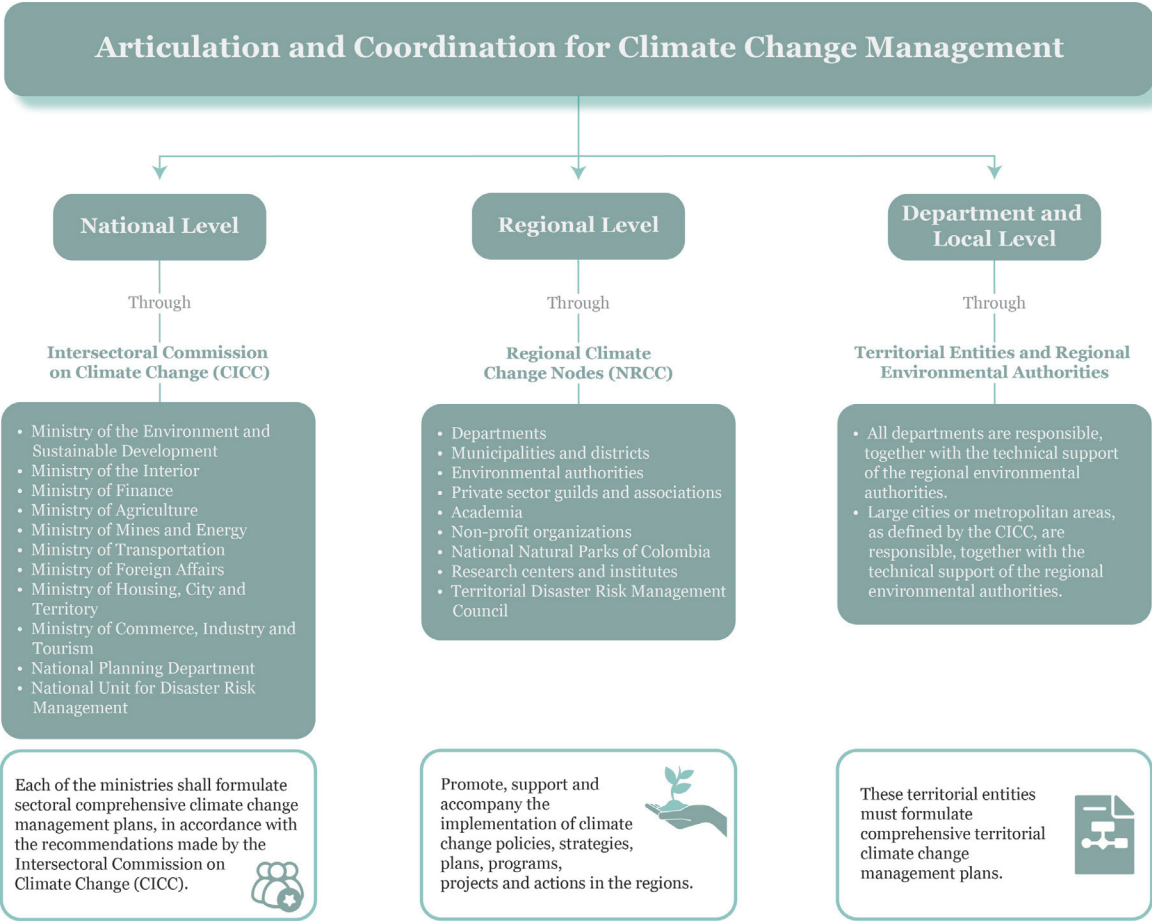 Articulation and Coordination for Climate Change Management
National Level
Through
Intersectoral Commission
on Climate Change (CICC)
• Ministry of the Environment and
Sustainable Development
• Ministry of the Interior
• Ministry of Finance
• Ministry of Agriculture
• Ministry of Mines and Energy
• Ministry of Transportation
• Ministry of Foreign Affairs
• Ministry of Housing, City and
Territory
• Ministry of Commerce, Industry and
Tourism
• National Planning Department
• National Unit for Disaster Risk
Management
Each of the ministries shall formulate
sectoral comprehensive climate change
management plans, in accordance with
the recommendations made by the
Intersectoral Commission on
Climate Change (CICC).
Regional Level
Through
Regional Climate
Change Nodes (NRCC)
• Departments
• Municipalities and districts
• Environmental authorities
• Private sector guilds and associations
• Academia
• Non-profit organizations
• National Natural Parks of Colombia
• Research centers and institutes
• Territorial Disaster Risk Management
Council
Promote, support and
accompany the
implementation of climate
change policies, strategies,
plans, programs,
projects and actions in the regions.
Department and
Local Level
Through
Territorial Entities and Regional
Environmental Authorities
• All departments are responsible,
together with the technical support
of the regional environmental
authorities.
• Large cities or metropolitan areas,
as defined by the CICC, are
responsible, together with the
technical support of the regional
environmental authorities.
These territorial entities
must formulate
comprehensive territorial
climate change
management plans.